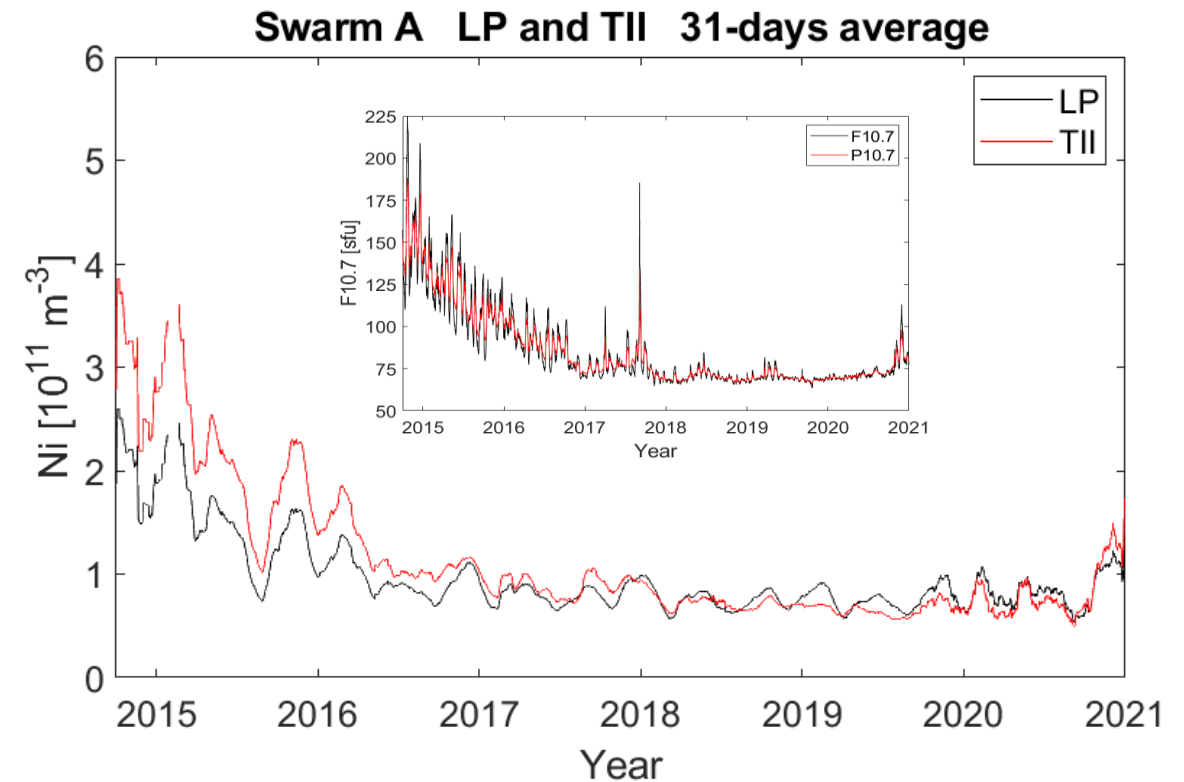 Swarm A   LP and TII   31-days average
6
5
4
3
2
1
0
Ni [10^11 m^-3]
LP
TII
225
200
175
150
125
100
75
50
F10.7 [sfu]
F10.7
P10.7
2015 2016 2017 2018 2019 2020 2021
Year
2015 2016 2017 2018 2019 2020 2021
Year